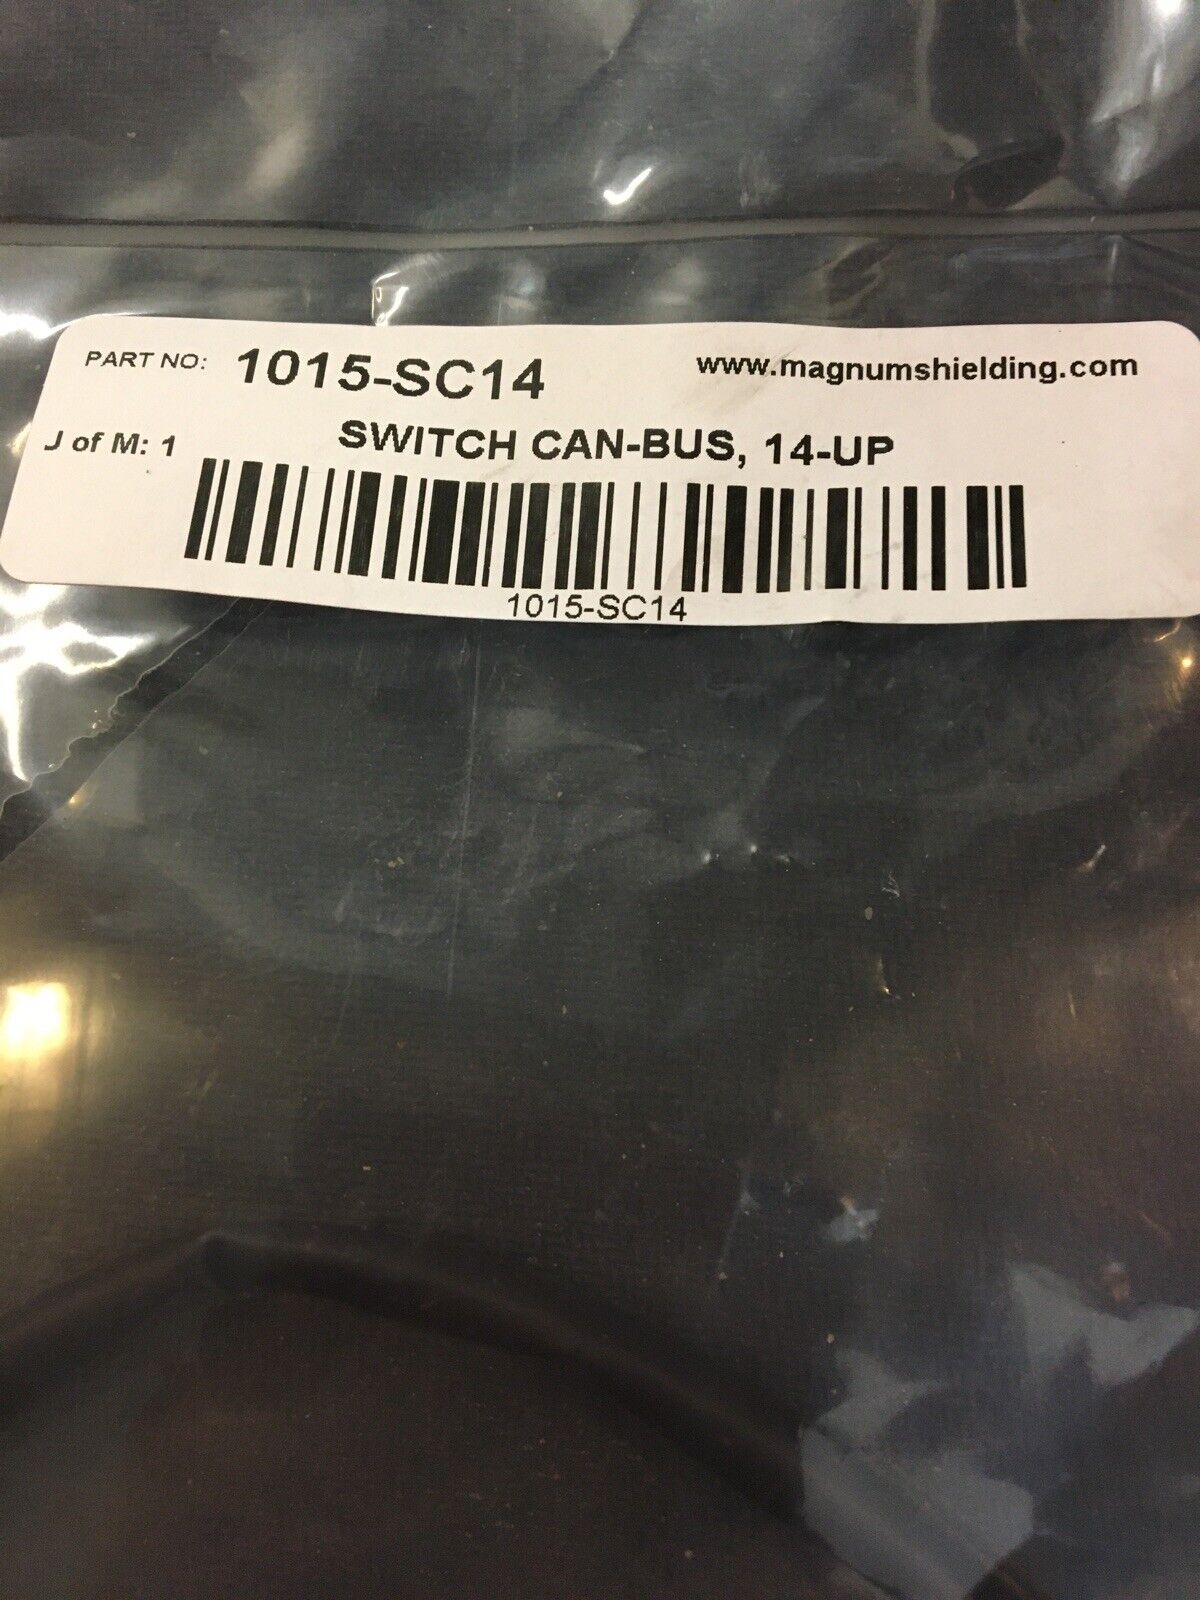 PART NO: 1015-SC14 www.magnumshielding.com
J of M: 1 SWITCH CAN-BUS, 14-UP
1015-SC14